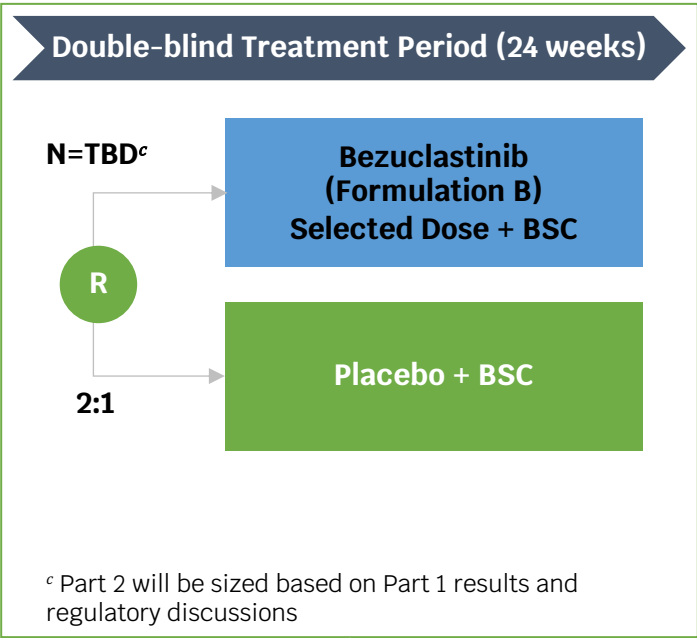 Double-blind Treatment Period (24 weeks)
N=TBDᶜ
Bezuclastinib
(Formulation B)
Selected Dose + BSC
R
Placebo + BSC
2:1
ᶜ Part 2 will be sized based on Part 1 results and
regulatory discussions